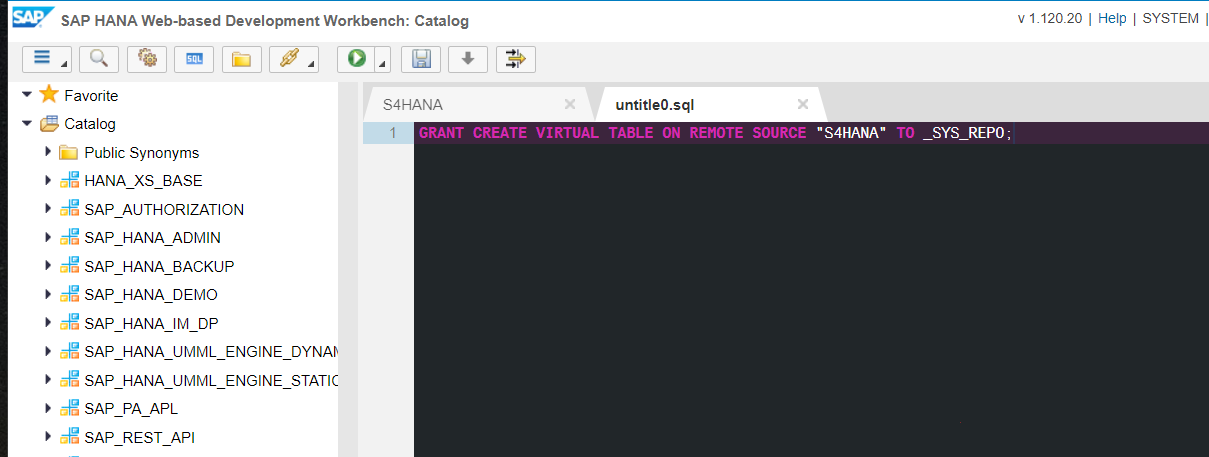 SAP SAP HANA Web-based Development Workbench: Catalog
v 1.120.20 | Help | SYSTEM |
SQL
Favorite
Catalog
Public Synonyms
HANA_XS_BASE
SAP_AUTHORIZATION
SAP_HANA_ADMIN
SAP_HANA_BACKUP
SAP_HANA_DEMO
SAP_HANA_IM_DP
SAP_HANA_UMML_ENGINE_DYNAM
SAP_HANA_UMML_ENGINE_STATIC
SAP_PA_APL
SAP_REST_API
S4HANA
untitle0.sql
1 GRANT CREATE VIRTUAL TABLE ON REMOTE SOURCE "S4HANA" TO _SYS_REPO;